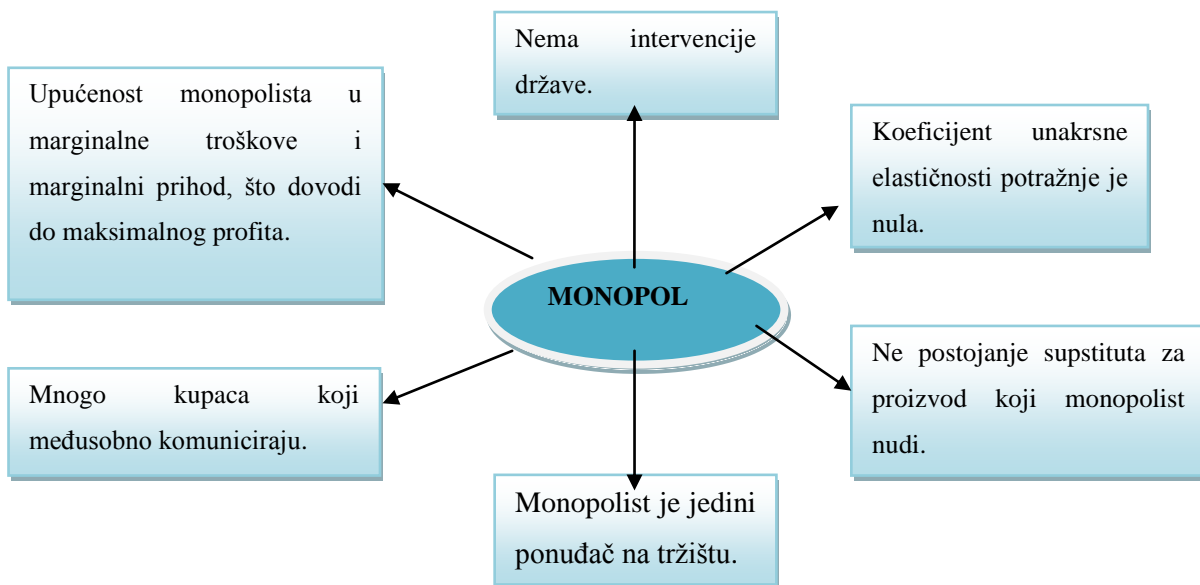 Nema intervencije
države.
Upućenost monopolista u
marginalne troškove i
marginalni prihod, što dovodi
do maksimalnog profita.
Koeficijent unakrsne
elastičnosti potražnje je
nula.
MONOPOL
Ne postojanje supstituta za
proizvod koji monopolist
nudi.
Mnogo kupaca koji
međusobno komuniciraju.
Monopolist je jedini
ponuđač na tržištu.